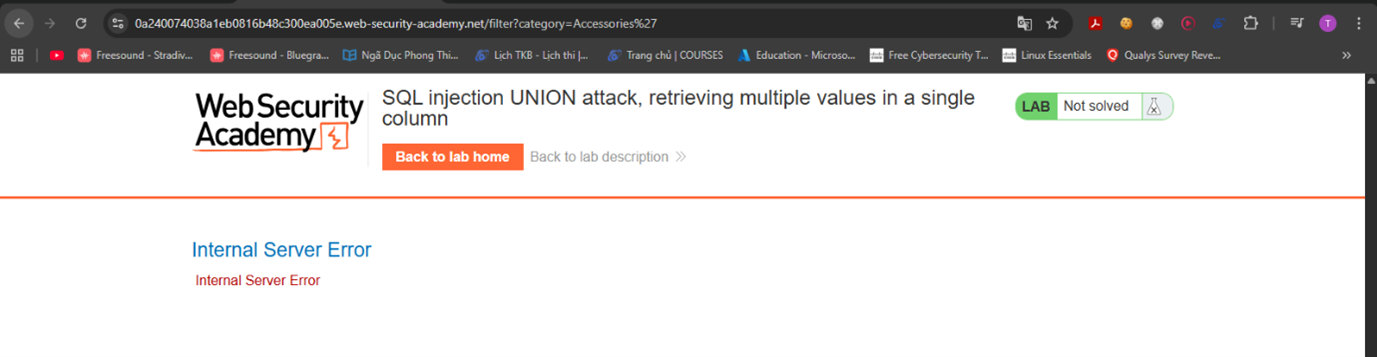 0a240074038a1eb0816b48c300ea005e.web-security-academy.net/filter?category=Accessories%27
T
Freesound - Stradiv...
Freesound - Bluegra...
Ngã Dục Phong Thi...
Lịch TKB - Lịch thi |...
Trang chủ | COURSES
Education - Microso...
Free Cybersecurity T...
Linux Essentials
Qualys Survey Reve...
WebSecurity
Academy
SQL injection UNION attack, retrieving multiple values in a single
column
LAB Not solved
Back to lab home
Back to lab description
Internal Server Error
Internal Server Error